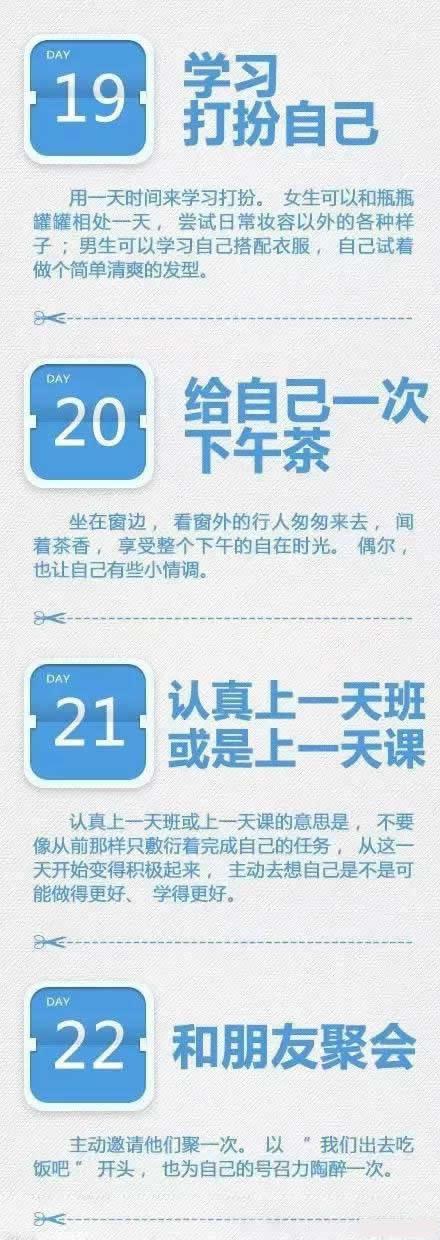 DAY
19
学习
打扮自己
用一天时间来学习打扮。女生可以和瓶瓶
罐罐相处一天，尝试日常妆容以外的各种样
子；男生可以学习自己搭配衣服，自己试着
做个简单清爽的发型。
DAY
20
给自己一次
下午茶
坐在窗边，看窗外的行人匆匆来去，闻
着茶香，享受整个下午的自在时光。偶尔，
也让自己有些小情调。
DAY
21
认真上一天班
或是上一天课
认真上一天班或上一天课的意思是，不要
像从前那样只敷衍着完成自己的任务，从这一
天开始变得积极起来，主动去想自己是不是可
能做得更好、学得更好。
DAY
22
和朋友聚会
主动邀请他们聚一次。以“我们出去吃
饭吧”开头，也为自己的号召力陶醉一次。